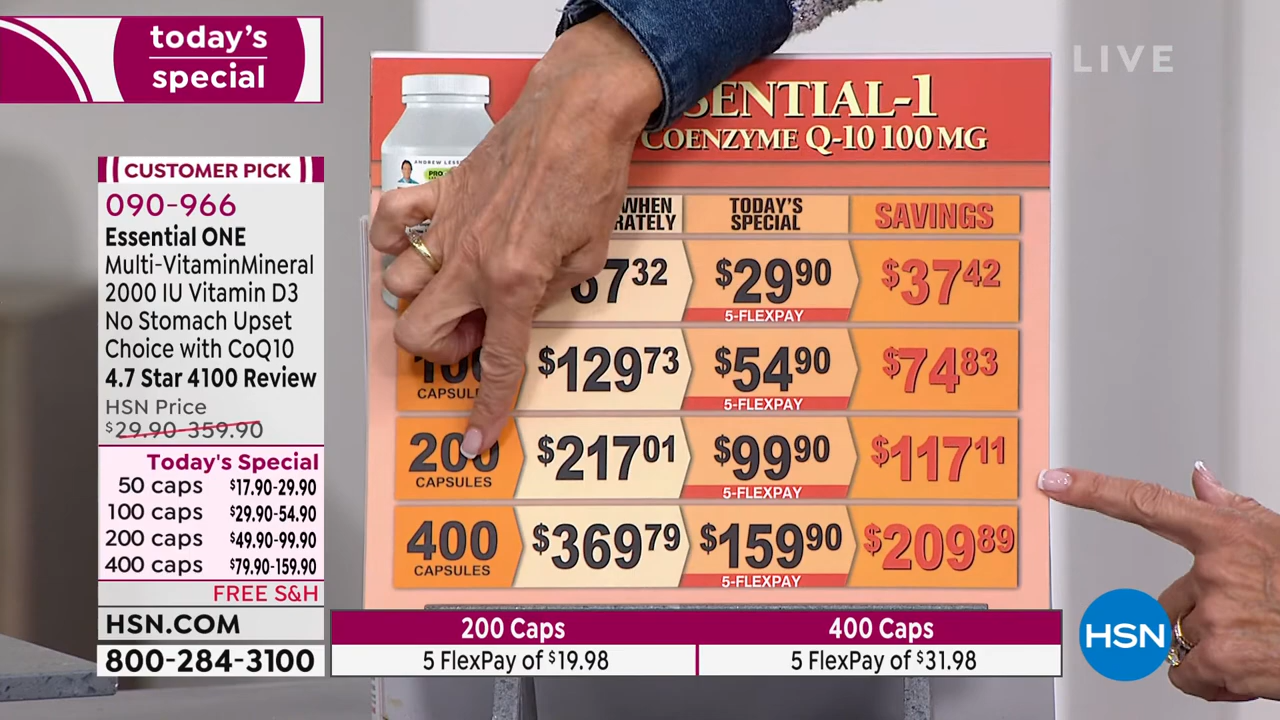 today's
special
LIVE
CUSTOMER PICK
090-966
Essential ONE
Multi-VitaminMineral
2000 IU Vitamin D3
No Stomach Upset
Choice with CoQ10
4.7 Star 4100 Review
HSN Price
$29.90-359.90
Today's Special
50 caps $17.90-29.90
100 caps $29.90-54.90
200 caps $49.90-99.90
400 caps $79.90-159.90
FREE S&H
HSN.COM
800-284-3100
SENTIAL-1
COENZYME Q-10 100 MG
ANDREW LESS
PRO
WHEN
RATELY
TODAY'S
SPECIAL
SAVINGS
7 32 $29 90 $37 42
5-FLEXPAY
100 $129 73 $54 90 $74 83
CAPSULES
5-FLEXPAY
200 $217 01 $99 90 $117 11
CAPSULES
5-FLEXPAY
400 $369 79 $159 90 $209 89
CAPSULES
5-FLEXPAY
200 Caps 400 Caps
5 FlexPay of $19.98 5 FlexPay of $31.98
HSN